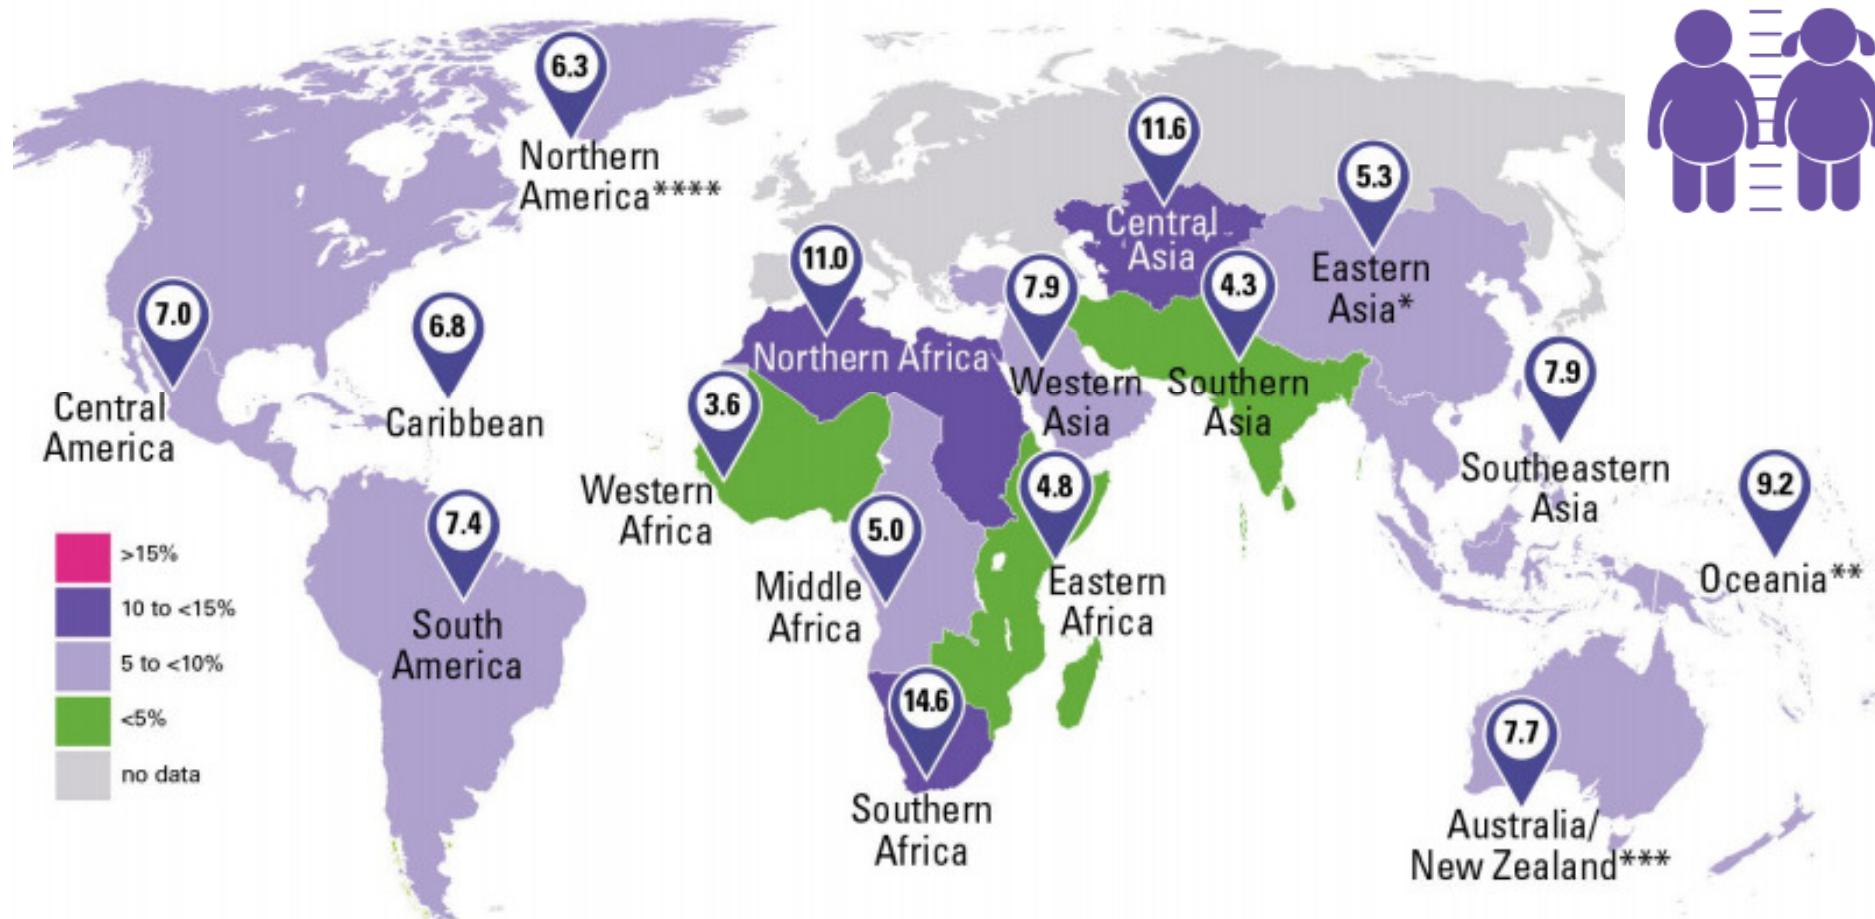 6.3
Northern
America****
11.6
Central
Asia
5.3
Eastern
Asia*
11.0
Northern Africa
7.9
Western
Asia
4.3
Southern
Asia
7.0
Central
America
6.8
Caribbean
3.6
Western
Africa
7.9
Southeastern
Asia
9.2
Oceania**
7.4
South
America
5.0
Middle
Africa
4.8
Eastern
Africa
14.6
Southern
Africa
7.7
Australia/
New Zealand***
>15%
10 to <15%
5 to <10%
<5%
no data